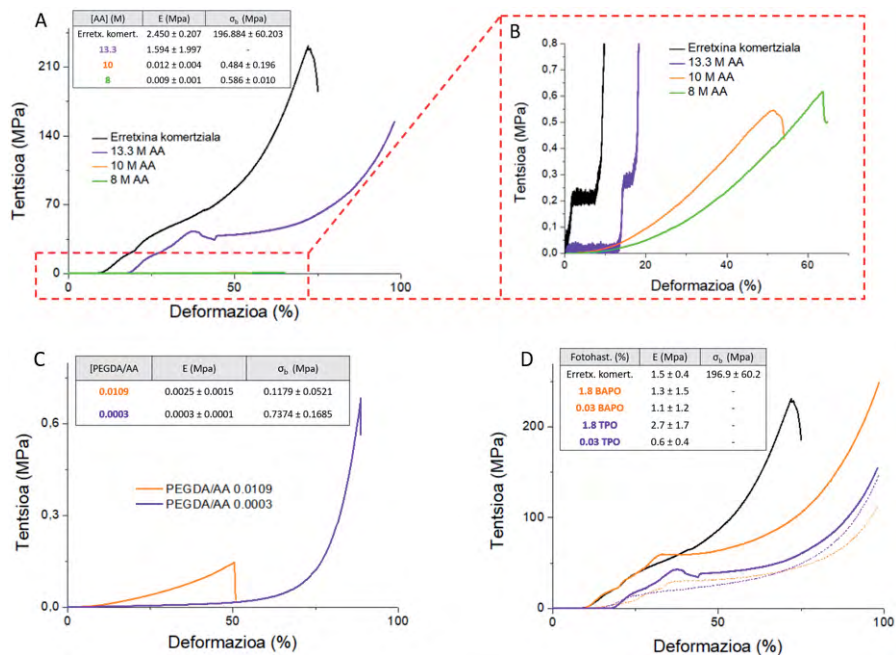 A
[AA] (M) E (Mpa) σb (Mpa)
Erretx. komert. 2.450 ± 0.207 196.884 ± 60.203
13.3 1.594 ± 1.997 -
10 0.012 ± 0.004 0.484 ± 0.196
8 0.009 ± 0.001 0.586 ± 0.010
Erretxina komertziala
13.3 M AA
10 M AA
8 M AA
Tentsioa (MPa)
210
140
70
0
0 50 100
Deformazioa (%)
B
Erretxina komertziala
13.3 M AA
10 M AA
8 M AA
Tentsioa (MPa)
0,8
0,7
0,6
0,5
0,4
0,3
0,2
0,1
0,0
0 20 40 60
Deformazioa (%)
C
[PEGDA/AA E (Mpa) σb (Mpa)
0.0109 0.0025 ± 0.0015 0.1179 ± 0.0521
0.0003 0.0003 ± 0.0001 0.7374 ± 0.1685
PEGDA/AA 0.0109
PEGDA/AA 0.0003
Tentsioa (MPa)
0,6
0,3
0,0
0 50 100
Deformazioa (%)
D
Fotohast. (%) E (Mpa) σb (Mpa)
Erretx. komert. 1.5 ± 0.4 196.9 ± 60.2
1.8 BAPO 1.3 ± 1.5 -
0.03 BAPO 1.1 ± 1.2 -
1.8 TPO 2.7 ± 1.7 -
0.03 TPO 0.6 ± 0.4 -
Tentsioa (MPa)
200
100
0
0 50 100
Deformazioa (%)